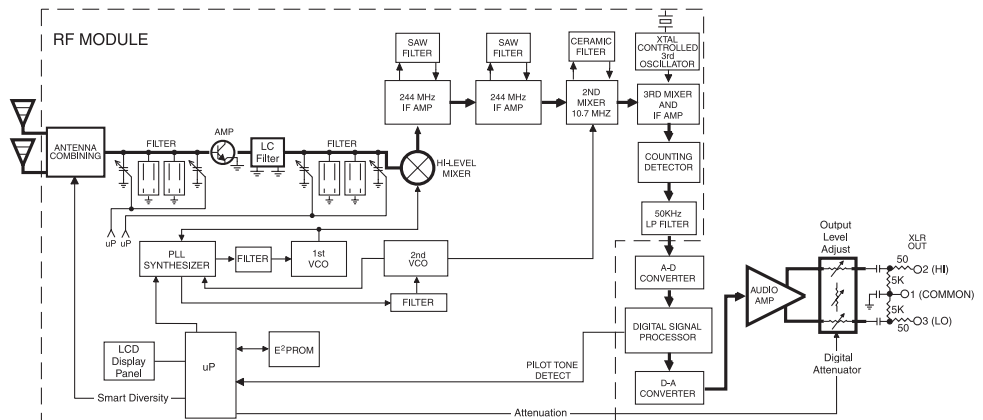 RF MODULE
SAW
FILTER
SAW
FILTER
CERAMIC
FILTER
XTAL
CONTROLLED
3rd
OSCILLATOR
244 MHz
IF AMP
244 MHz
IF AMP
2ND
MIXER
10.7 MHZ
3RD MIXER
AND
IF AMP
ANTENNA
COMBINING
FILTER
AMP
LC
Filter
FILTER
HI-LEVEL
MIXER
COUNTING
DETECTOR
50KHz
LP FILTER
uP
uP
PLL
SYNTHESIZER
FILTER
1st
VCO
2nd
VCO
FILTER
A-D
CONVERTER
Output
Level
Adjust
XLR
OUT
AUDIO
AMP
50
2 (HI)
5K
1 (COMMON)
5K
3 (LO)
50
DIGITAL SIGNAL
PROCESSOR
LCD
Display
Panel
uP
E2PROM
PILOT TONE
DETECT
D-A
CONVERTER
Digital
Attenuator
Smart Diversity
Attenuation